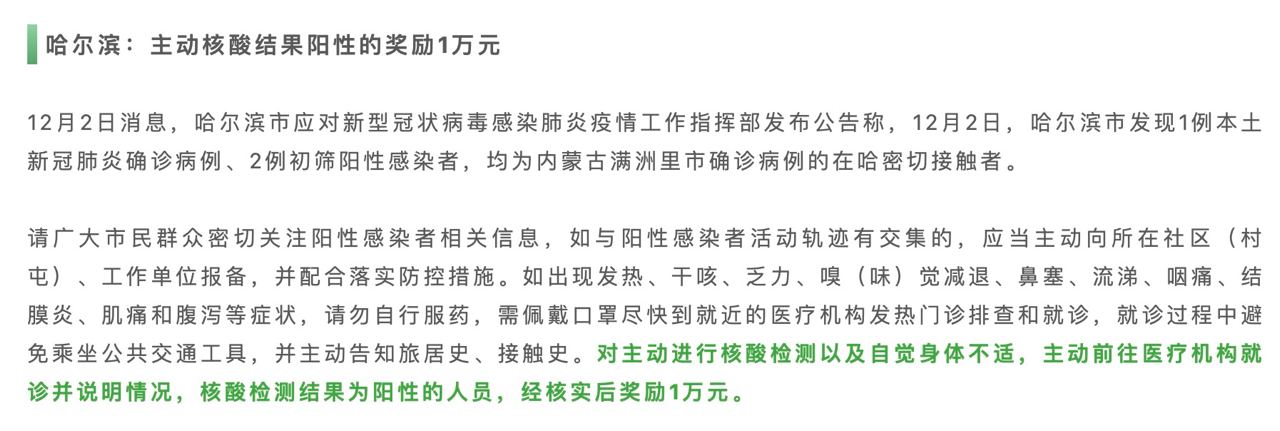 哈尔滨：主动核酸结果阳性的奖励1万元
12月2日消息，哈尔滨市应对新型冠状病毒感染肺炎疫情工作指挥部发布公告称，12月2日，哈尔滨市发现1例本土
新冠肺炎确诊病例、2例初筛阳性感染者，均为内蒙古满洲里市确诊病例的在哈密切接触者。
请广大市民群众密切关注阳性感染者相关信息，如与阳性感染者活动轨迹有交集的，应当主动向所在社区（村
屯）、工作单位报备，并配合落实防控措施。如出现发热、干咳、乏力、嗅（味）觉减退、鼻塞、流涕、咽痛、结
膜炎、肌痛和腹泻等症状，请勿自行服药，需佩戴口罩尽快到就近的医疗机构发热门诊排查和就诊，就诊过程中避
免乘坐公共交通工具，并主动告知旅居史、接触史。对主动进行核酸检测以及自觉身体不适，主动前往医疗机构就
诊并说明情况，核酸检测结果为阳性的人员，经核实后奖励1万元。